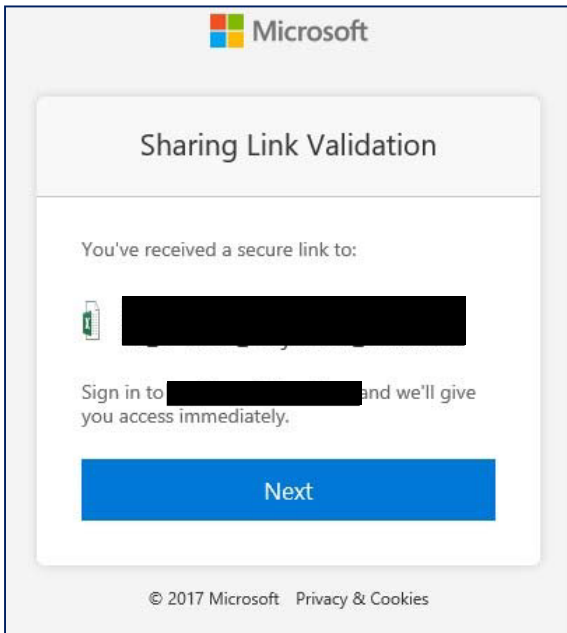 Microsoft
Sharing Link Validation
You've received a secure link to:
Sign in to and we'll give
you access immediately.
Next
© 2017 Microsoft Privacy & Cookies